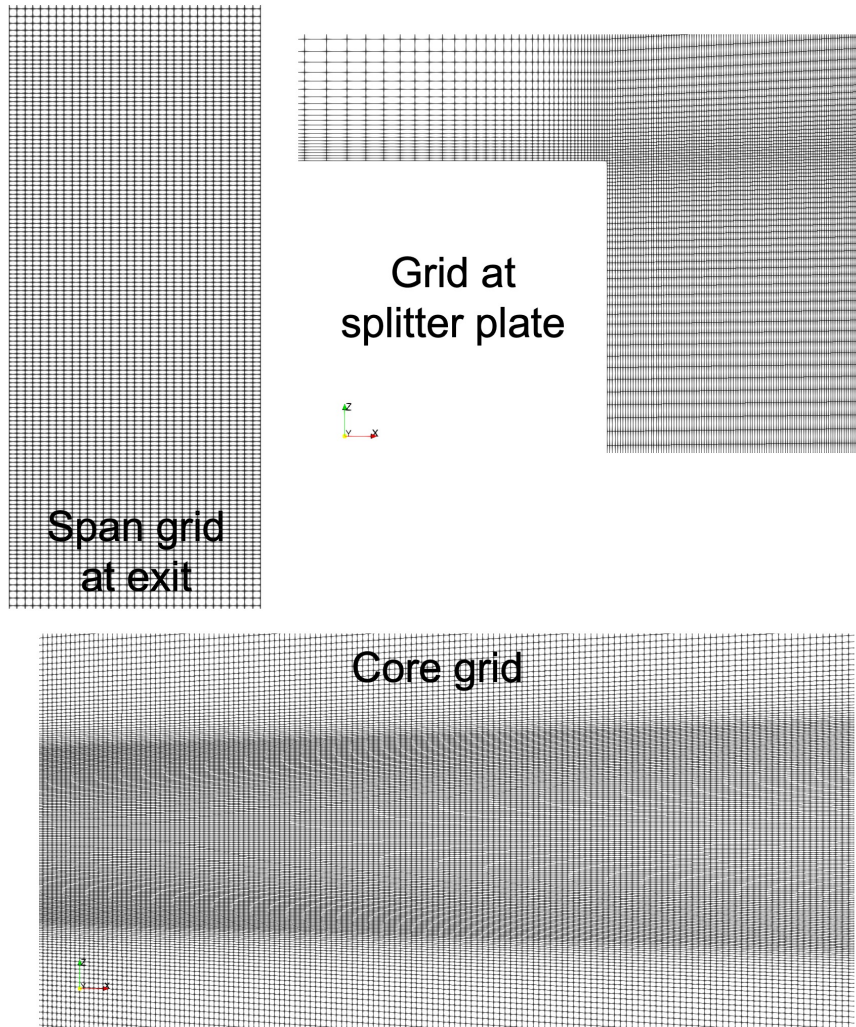 Grid at
splitter plate
Z
Y X
Span grid
at exit
Core grid
Z
Y X